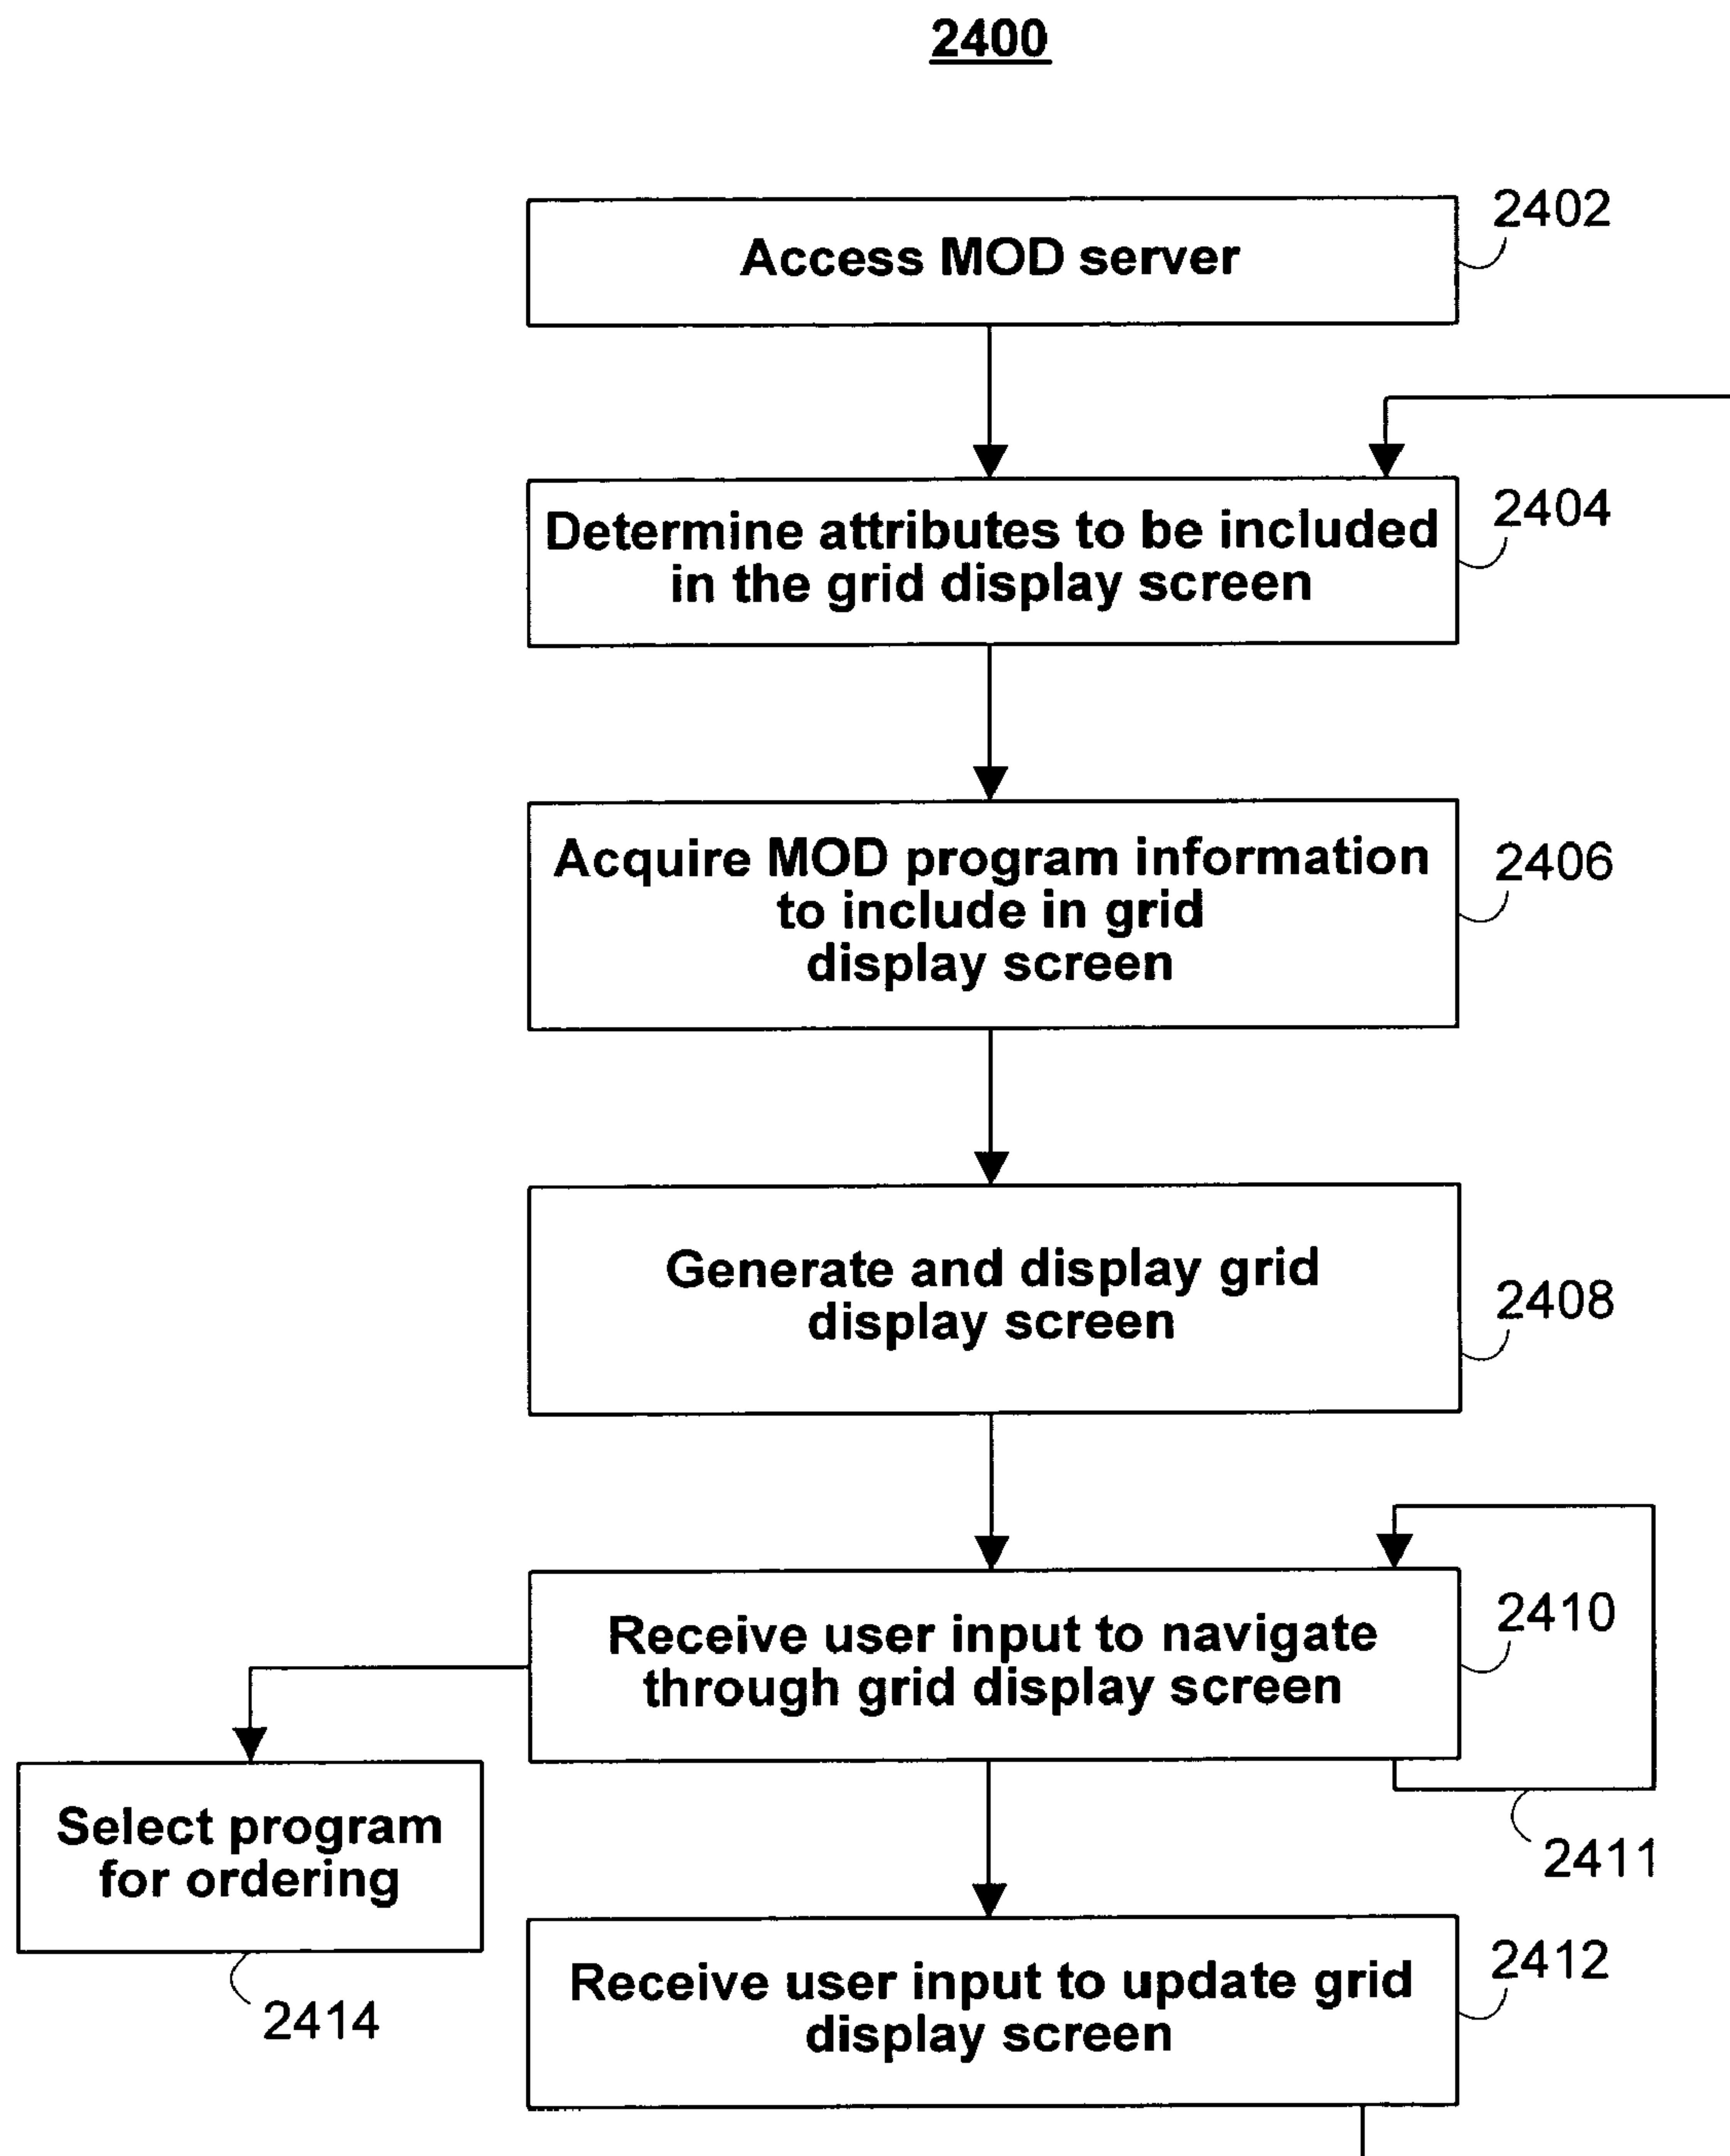 2400
Access MOD server
2402
Determine attributes to be included
in the grid display screen
2404
Acquire MOD program information
to include in grid
display screen
2406
Generate and display grid
display screen
2408
Receive user input to navigate
through grid display screen
2410
2411
Select program
for ordering
2414
Receive user input to update grid
display screen
2412